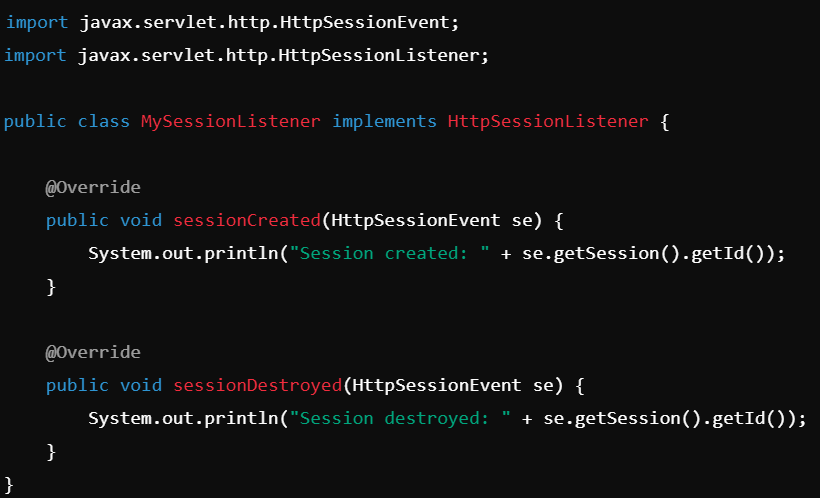 import javax.servlet.http.HttpSessionEvent;
import javax.servlet.http.HttpSessionListener;

public class MySessionListener implements HttpSessionListener {

    @Override
    public void sessionCreated(HttpSessionEvent se) {
        System.out.println("Session created: " + se.getSession().getId());
    }

    @Override
    public void sessionDestroyed(HttpSessionEvent se) {
        System.out.println("Session destroyed: " + se.getSession().getId());
    }
}